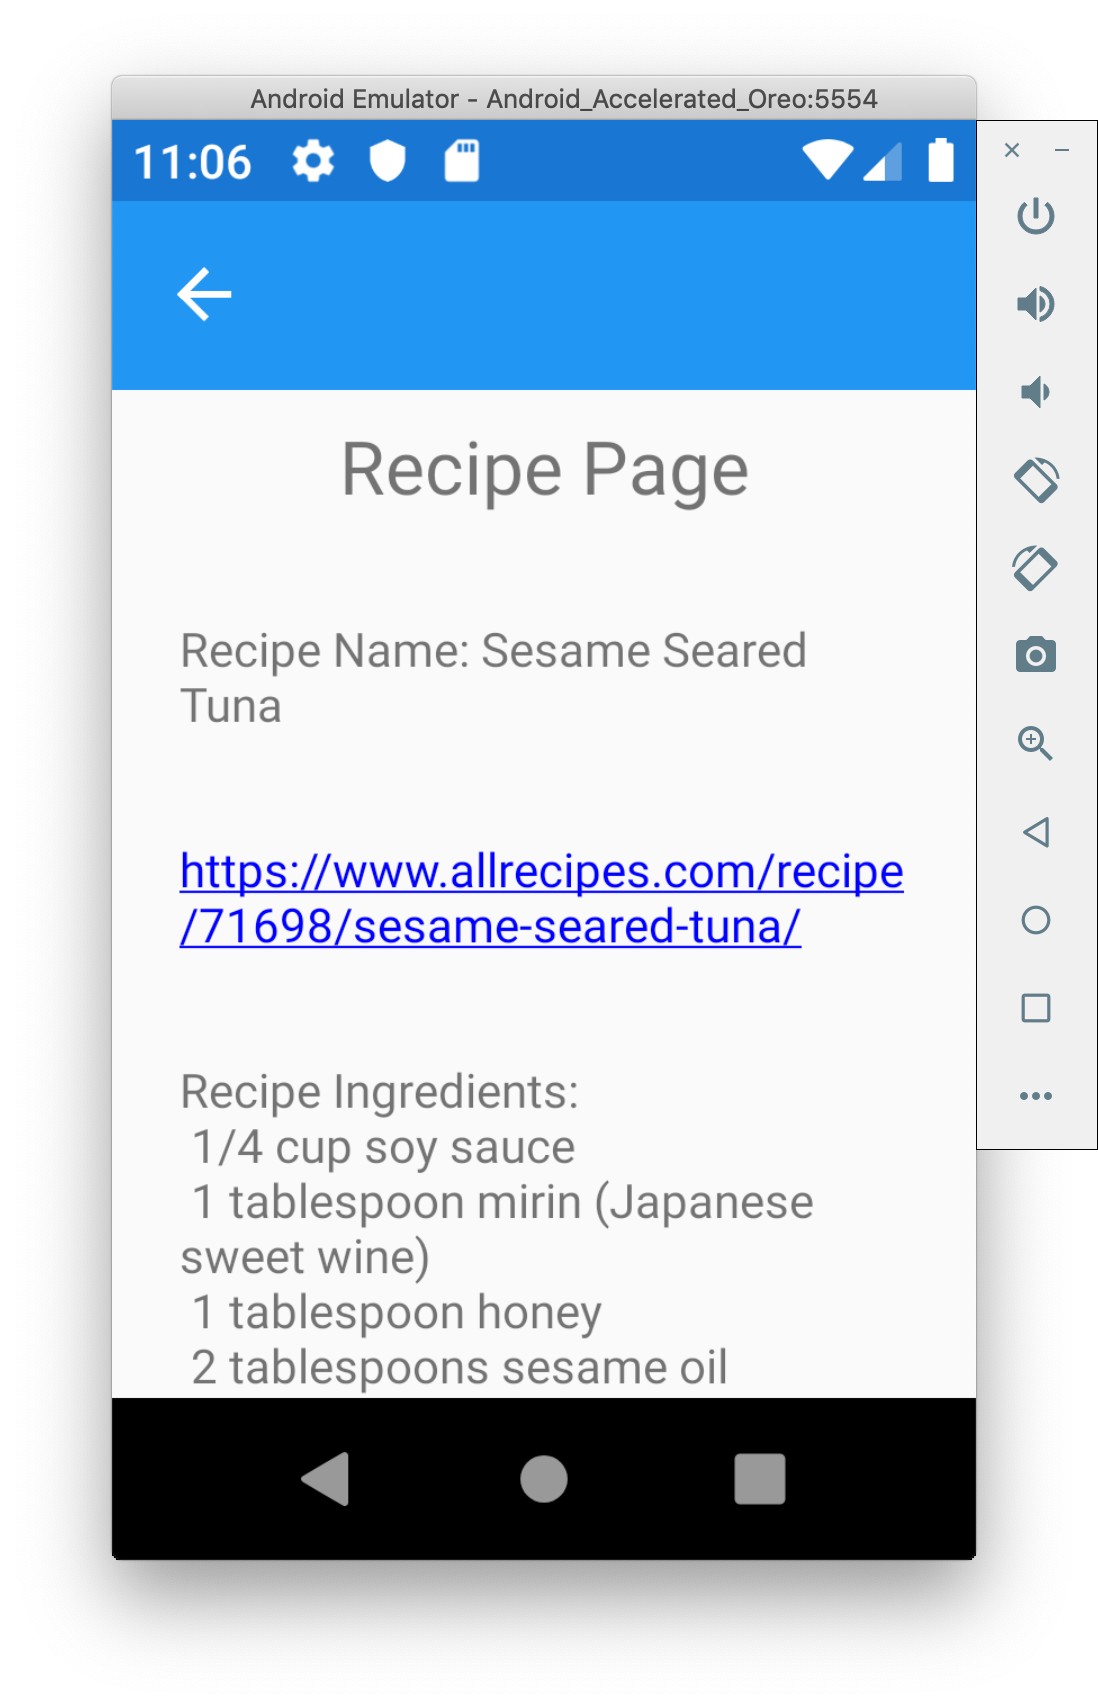 Android Emulator - Android_Accelerated_Oreo:5554
11:06
Recipe Page
Recipe Name: Sesame Seared
Tuna
https://www.allrecipes.com/recipe
/71698/sesame-seared-tuna/
Recipe Ingredients:
1/4 cup soy sauce
1 tablespoon mirin (Japanese
sweet wine)
1 tablespoon honey
2 tablespoons sesame oil